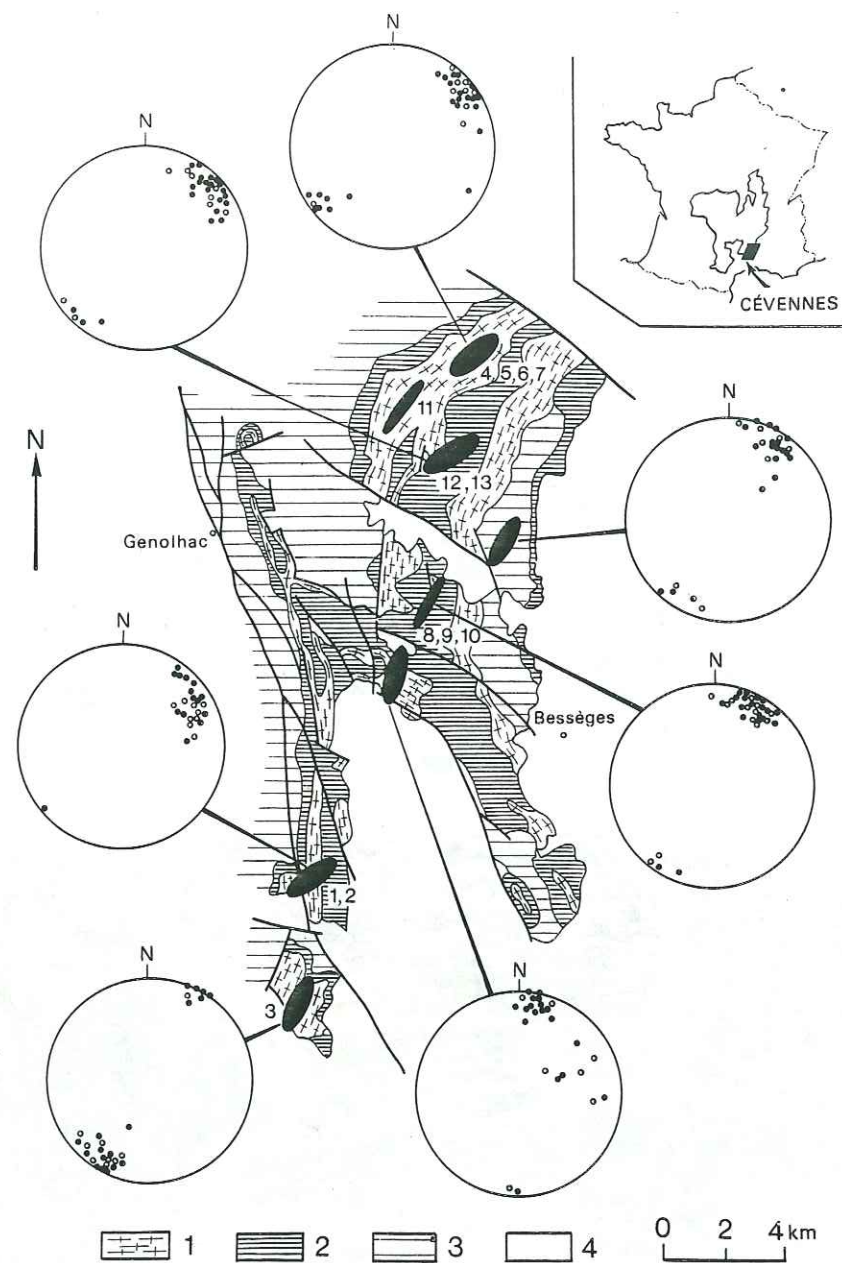 N
N
CÉVENNES
4, 5, 6, 7
11
N
N
12, 13
Genolhac
8, 9, 10
N
N
Bessèges
1, 2
N
N
3
1
2
3
4
0 2 4 km